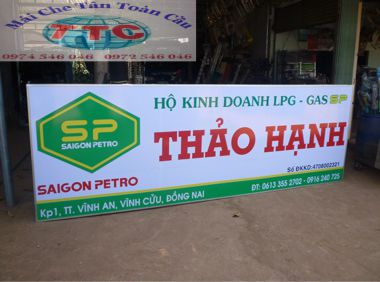 Mái Che Tân Toàn Cầu
TTC
0974 546 046 0972 546 046
HỘ KINH DOANH LPG - GAS SP
SP
SAIGON PETRO
THẢO HẠNH
Số ĐKKD:4708002321
SAIGON PETRO
Kp1, TT. VĨNH AN, VĨNH CỬU, ĐỒNG NAI
ĐT: 0613 355 2702 - 0916 240 725